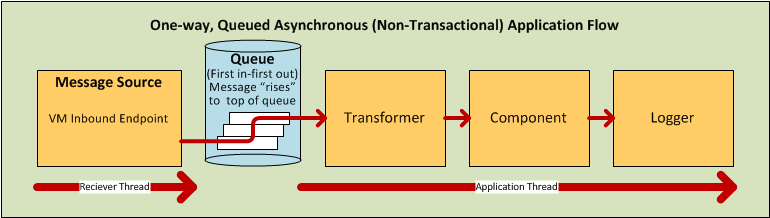 One-way, Queued Asynchronous (Non-Transactional) Application Flow
Message Source
VM Inbound Endpoint
Queue
(First in-first out)
Message “rises”
to top of queue
Transformer
Component
Logger
Reciever Thread
Application Thread